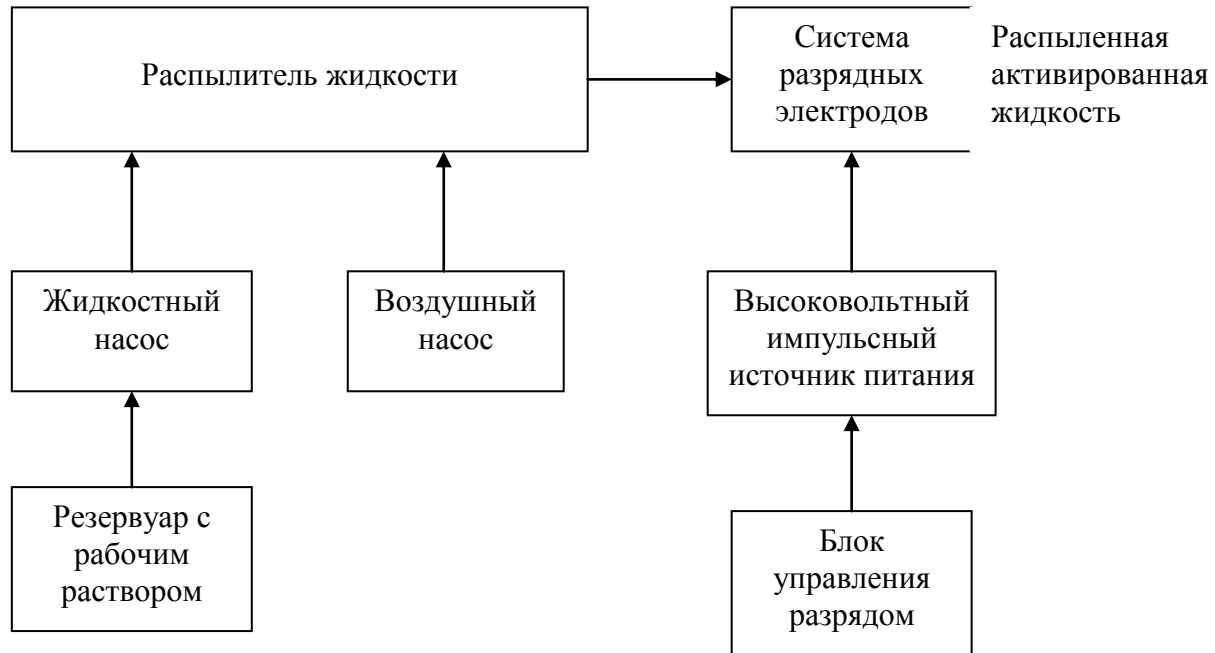 Распылитель жидкости
Система
разрядных
электродов
Распыленная
активированная
жидкость
Жидкостный
насос
Воздушный
насос
Высоковольтный
импульсный
источник питания
Резервуар с
рабочим
раствором
Блок
управления
разрядом